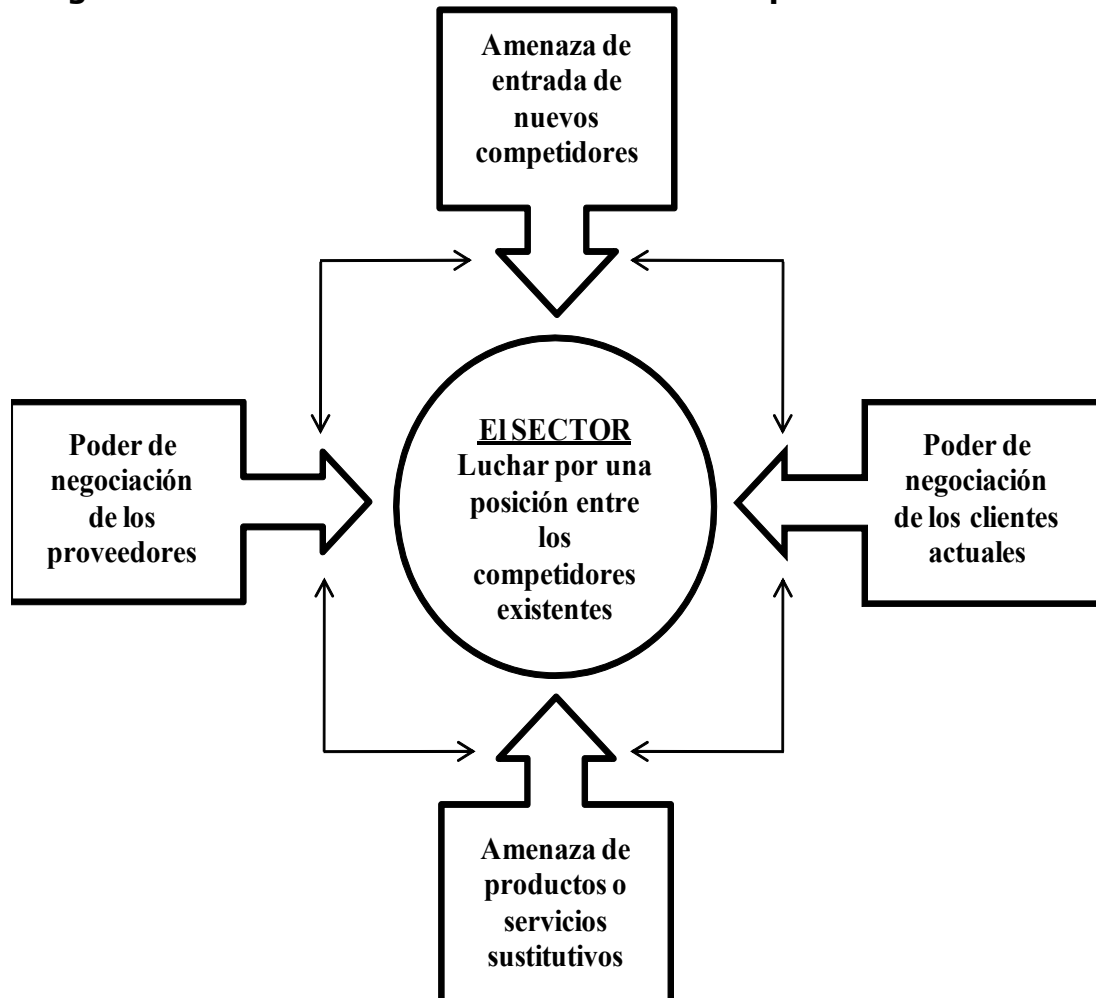 Amenaza de
entrada de
nuevos
competidores
El SECTOR
Luchar por una
posición entre
los
competidores
existentes
Poder de
negociación
de los
proveedores
Poder de
negociación
de los clientes
actuales
Amenaza de
productos o
servicios
sustitutivos